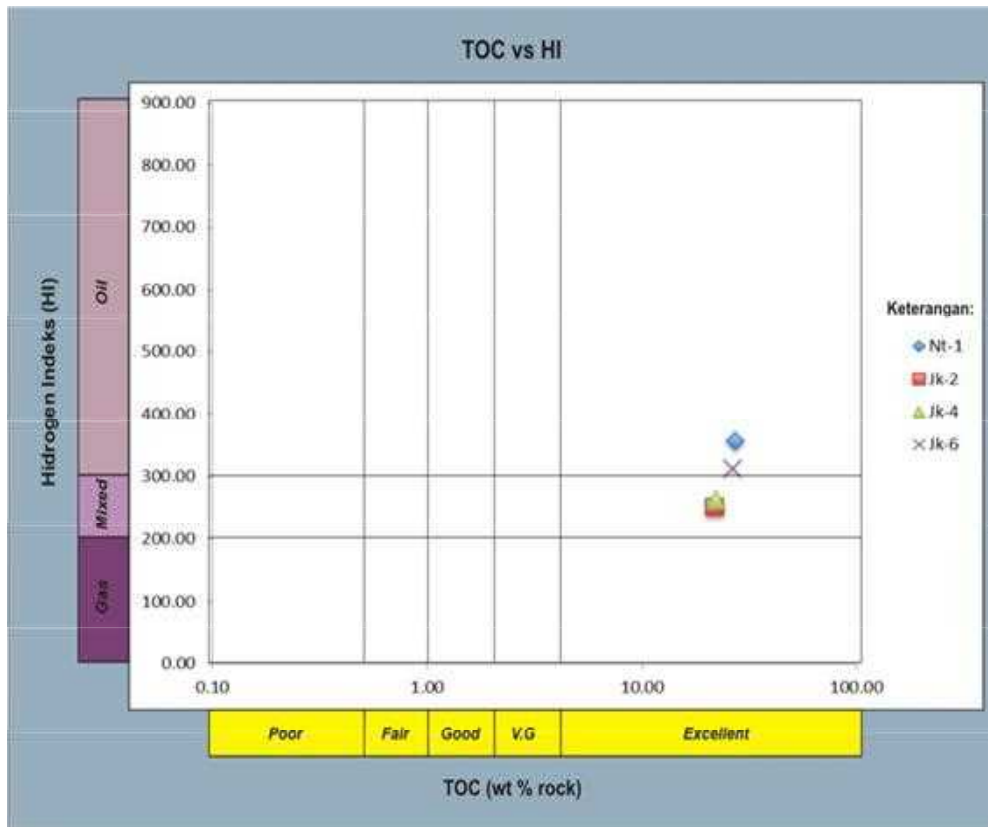 TOC vs HI
Hidrogen Indeks (HI)
Oil
Mixed
Gas
900.00
800.00
700.00
600.00
500.00
400.00
300.00
200.00
100.00
0.00
0.10 1.00 10.00 100.00
Poor Fair Good V.G Excellent
TOC (wt % rock)
Keterangan:
Nt-1
Jk-2
Jk-4
Jk-6